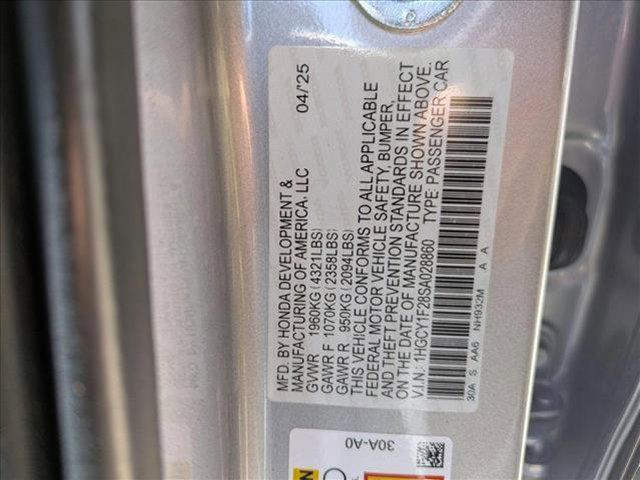 MFD. BY HONDA DEVELOPMENT &
MANUFACTURING OF AMERICA, LLC 04/'25
GVWR 1960KG(4321LBS)
GAWR F 1070KG(2358LBS)
GAWR R 950KG(2094LBS)
THIS VEHICLE CONFORMS TO ALL APPLICABLE
FEDERAL MOTOR VEHICLE SAFETY, BUMPER,
AND THEFT PREVENTION STANDARDS IN EFFECT
ON THE DATE OF MANUFACTURE SHOWN ABOVE.
V.I.N.: 1HGCY1F28SA028860 TYPE: PASSENGER CAR
30A S AA6 NH932M A A
30A-A0